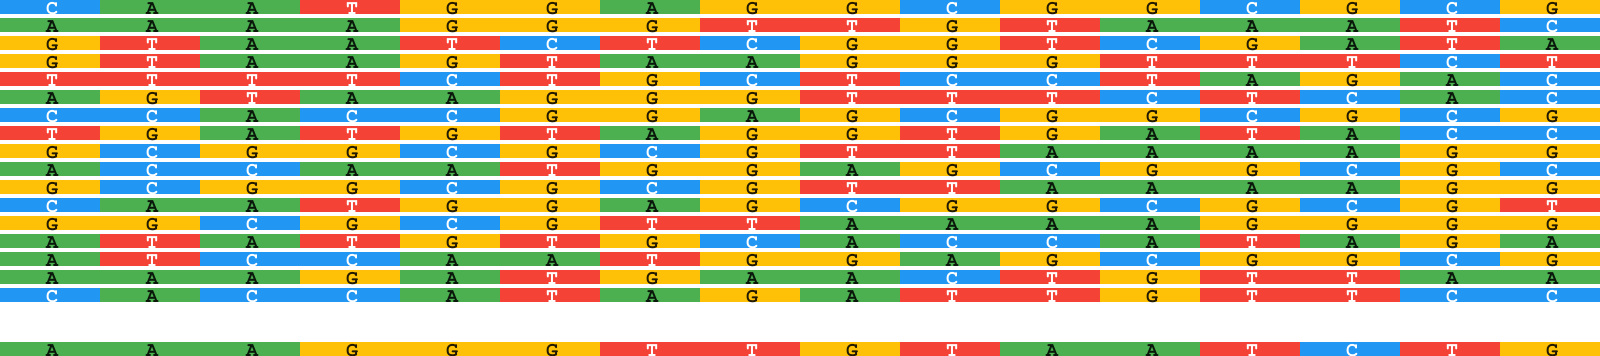 C A A T G G A G G C G G C G C G
A A A A G G G T T G T A A A T C
G T A A T C T C G G T C G A T A
G T A A G T A A G G G T T T C T
T T T T C T G C T C C T A G A C
A G T A A G G G T T T C T C A C
C C A C C G G A G C G G C G C G
T G A T G T A G G T G A T A C C
G C G G C G C G T T A A A A G G
A C C A A T G G A G C G G C G C
G C G G C G C G T T A A A A G G
C A A T G G A G C G G C G C G T
G G C G C G T T A A A A G G G G
A T A T G T G C A C C A T A G A
A T C C A A T G G A G C G G C G
A A A G A T G A A C T G T T A A
C A C C A T A G A T T G T T C C
A A A G G G T T G T A A T C T G